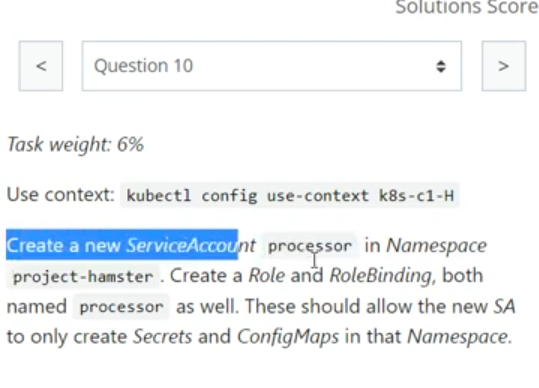 Solutions Score
<
Question 10
>
Task weight: 6%
Use context: kubectl config use-context k8s-c1-H
Create a new ServiceAccount processor in Namespace
project-hamster. Create a Role and RoleBinding, both
named processor as well. These should allow the new SA
to only create Secrets and ConfigMaps in that Namespace.